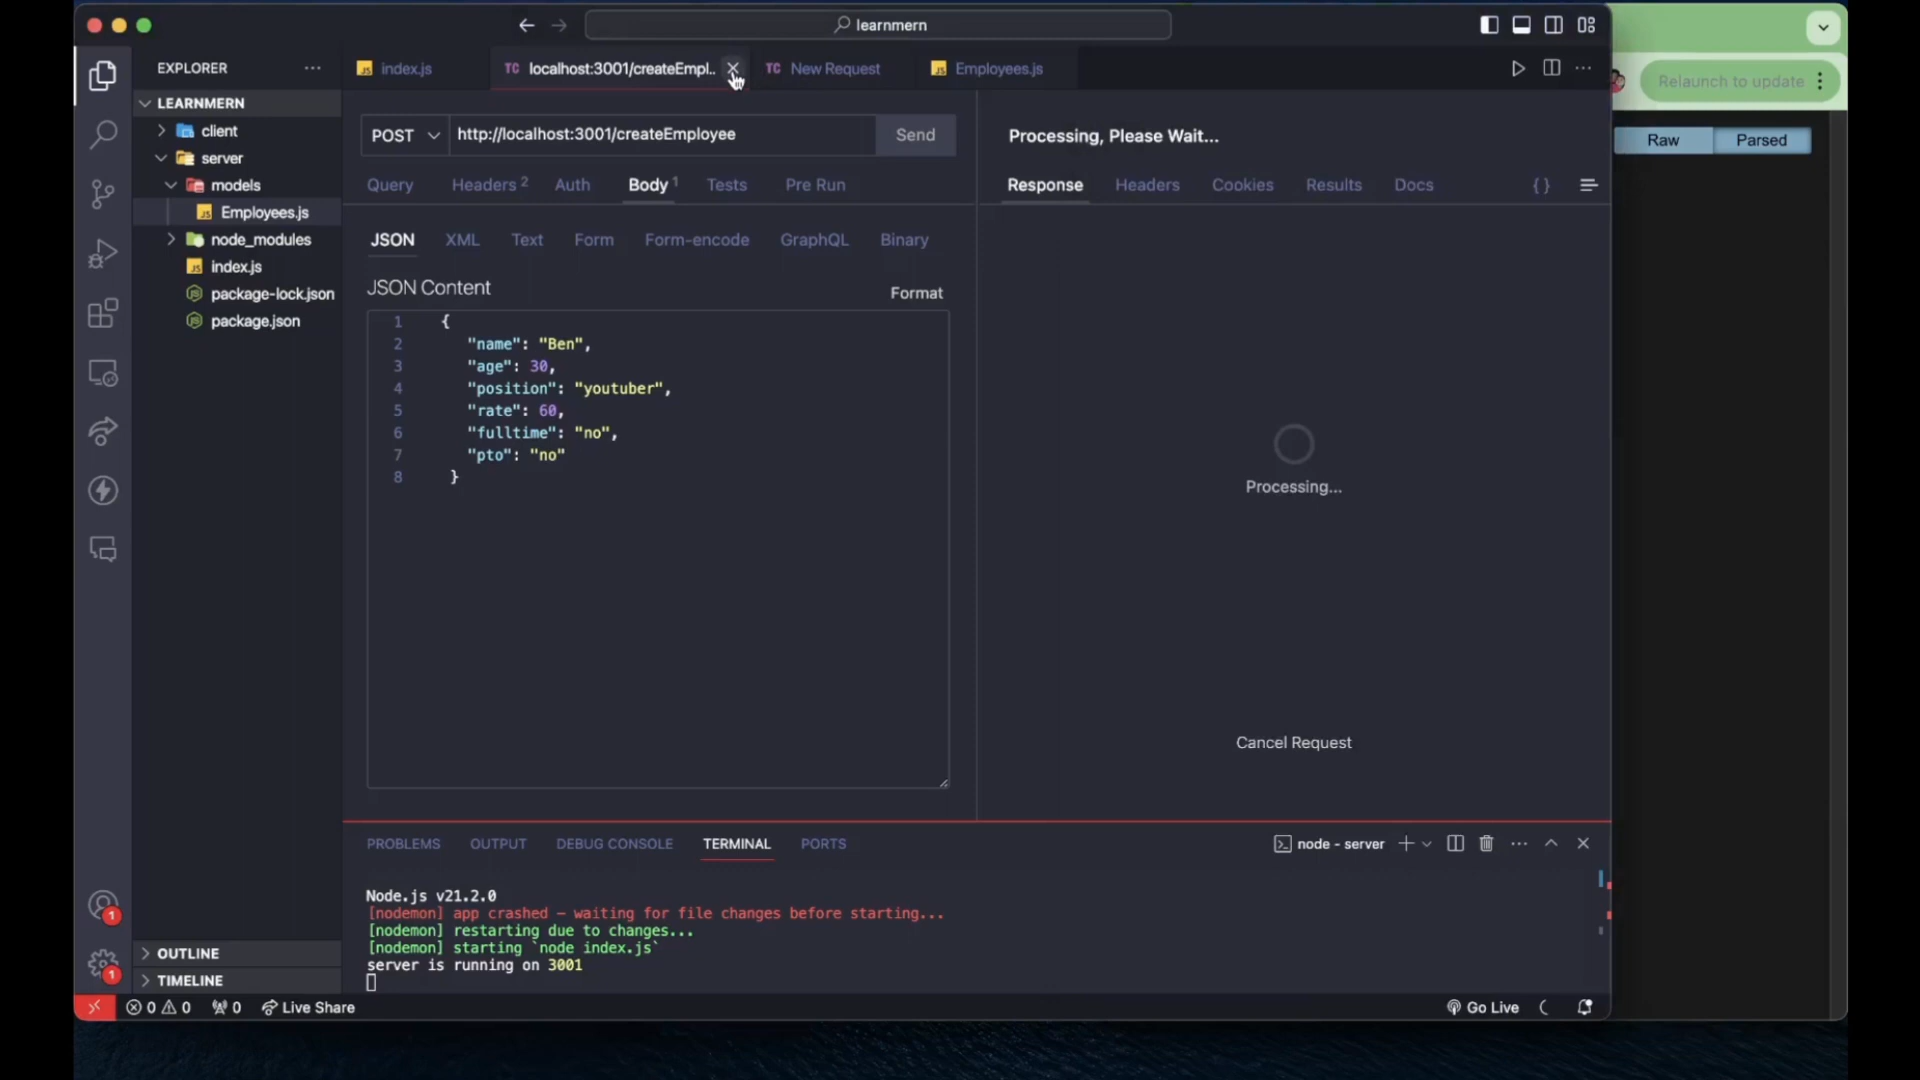 learnmern
Relaunch to update
EXPLORER
index.js
TC localhost:3001/createEmpl..
TC New Request
Employees.js
LEARNMERN
client
server
models
Employees.js
node_modules
index.js
package-lock.json
package.json
OUTLINE
TIMELINE
POST
http://localhost:3001/createEmployee
Send
Query Headers 2 Auth Body 1 Tests Pre Run
JSON XML Text Form Form-encode GraphQL Binary
JSON Content
Format
1 {
2 "name": "Ben",
3 "age": 30,
4 "position": "youtuber",
5 "rate": 60,
6 "fulltime": "no",
7 "pto": "no"
8 }
Processing, Please Wait...
Response Headers Cookies Results Docs { }
Processing...
Cancel Request
Raw Parsed
PROBLEMS OUTPUT DEBUG CONSOLE TERMINAL PORTS
node - server
Node.js v21.2.0
[nodemon] app crashed – waiting for file changes before starting...
[nodemon] restarting due to changes...
[nodemon] starting `node index.js`
server is running on 3001
1
1
0 0 0 Live Share
Go Live